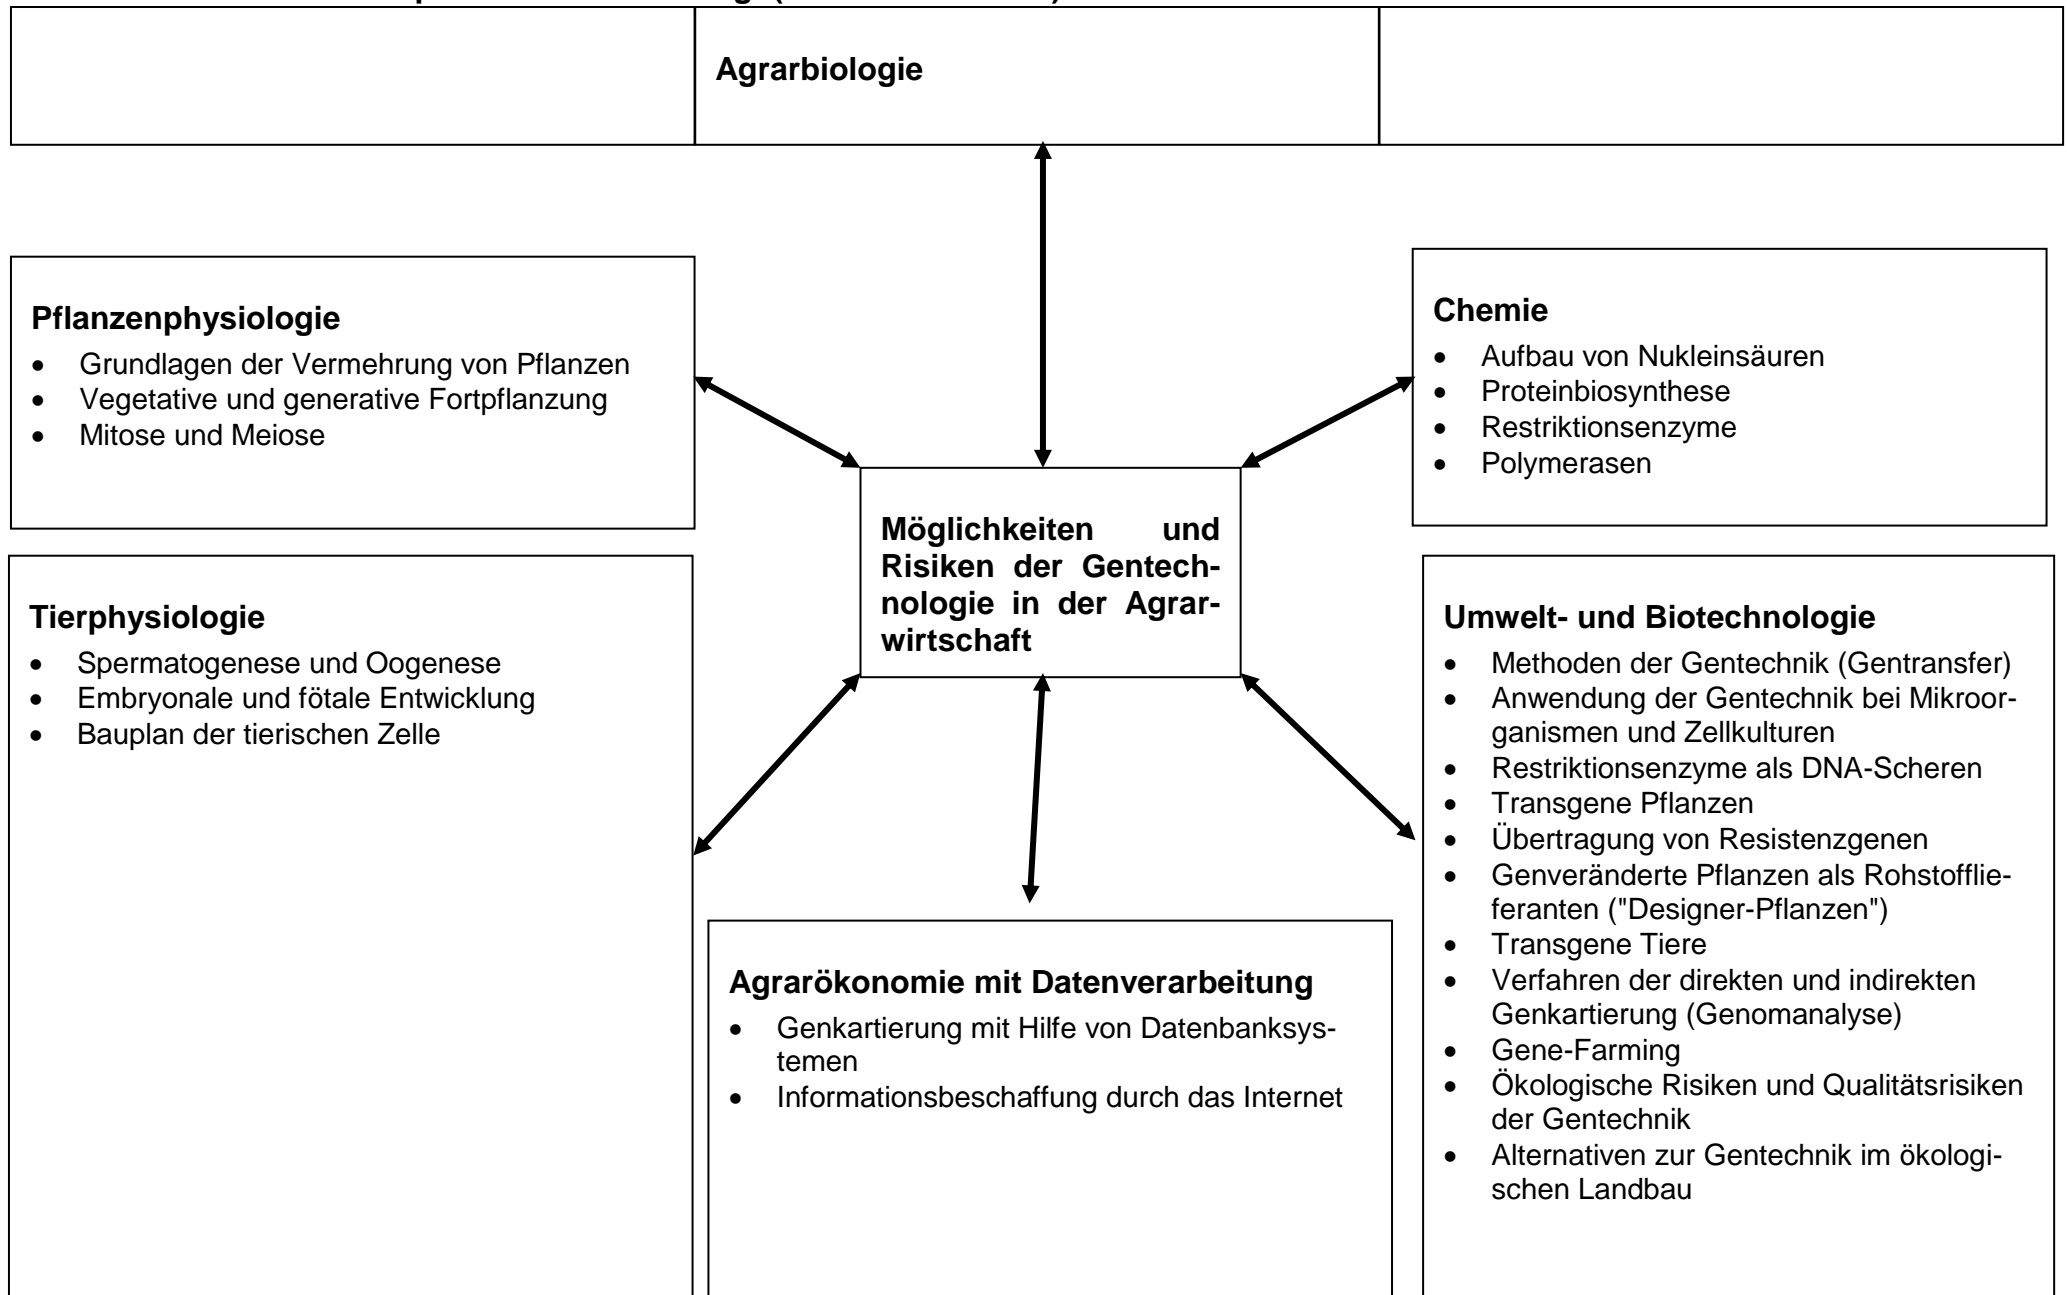 Agrarbiologie
Pflanzenphysiologie
• Grundlagen der Vermehrung von Pflanzen
• Vegetative und generative Fortpflanzung
• Mitose und Meiose
Chemie
• Aufbau von Nukleinsäuren
• Proteinbiosynthese
• Restriktionsenzyme
• Polymerasen
Möglichkeiten und
Risiken der Gentech-
nologie in der Agrar-
wirtschaft
Tierphysiologie
• Spermatogenese und Oogenese
• Embryonale und fötale Entwicklung
• Bauplan der tierischen Zelle
Umwelt- und Biotechnologie
• Methoden der Gentechnik (Gentransfer)
• Anwendung der Gentechnik bei Mikroor-
ganismen und Zellkulturen
• Restriktionsenzyme als DNA-Scheren
• Transgene Pflanzen
• Übertragung von Resistenzgenen
• Genveränderte Pflanzen als Rohstofflie-
feranten ("Designer-Pflanzen")
• Transgene Tiere
• Verfahren der direkten und indirekten
Genkartierung (Genomanalyse)
• Gene-Farming
• Ökologische Risiken und Qualitätsrisiken
der Gentechnik
• Alternativen zur Gentechnik im ökologi-
schen Landbau
Agrarökonomie mit Datenverarbeitung
• Genkartierung mit Hilfe von Datenbanksys-
temen
• Informationsbeschaffung durch das Internet